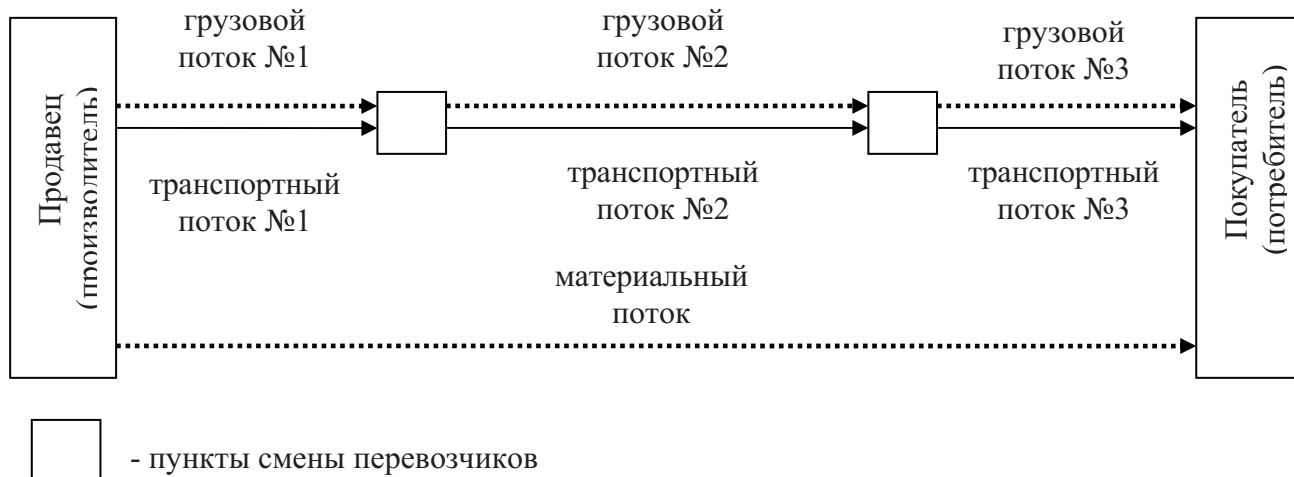 грузовой
поток №1
грузовой
поток №2
грузовой
поток №3
Продавец
(производитель)
Покупатель
(потребитель)
транспортный
поток №1
транспортный
поток №2
транспортный
поток №3
материальный
поток
- пункты смены перевозчиков